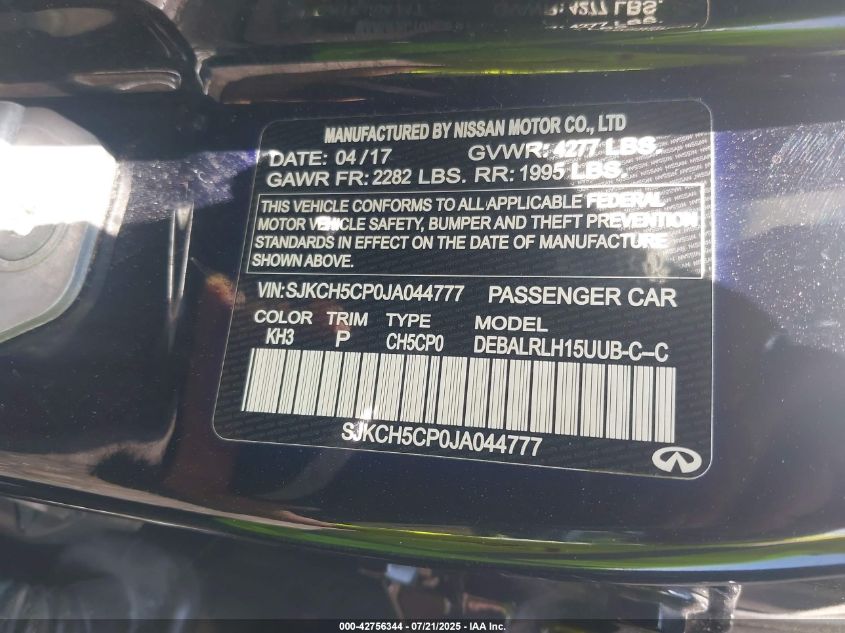 GVWR: 4277 LBS.
MANUFACTURED BY NISSAN MOTOR CO., LTD
DATE: 04/17 GVWR: 4277 LBS.
GAWR FR: 2282 LBS. RR: 1995 LBS.
THIS VEHICLE CONFORMS TO ALL APPLICABLE FEDERAL
MOTOR VEHICLE SAFETY, BUMPER AND THEFT PREVENTION
STANDARDS IN EFFECT ON THE DATE OF MANUFACTURE
SHOWN ABOVE.
VIN: SJKCH5CP0JA044777 PASSENGER CAR
COLOR TRIM TYPE MODEL
KH3 P CH5CP0 DEBALRLH15UUB-C-C
SJKCH5CP0JA044777
000-42756344 / 07/21/2025 - IAA Inc.